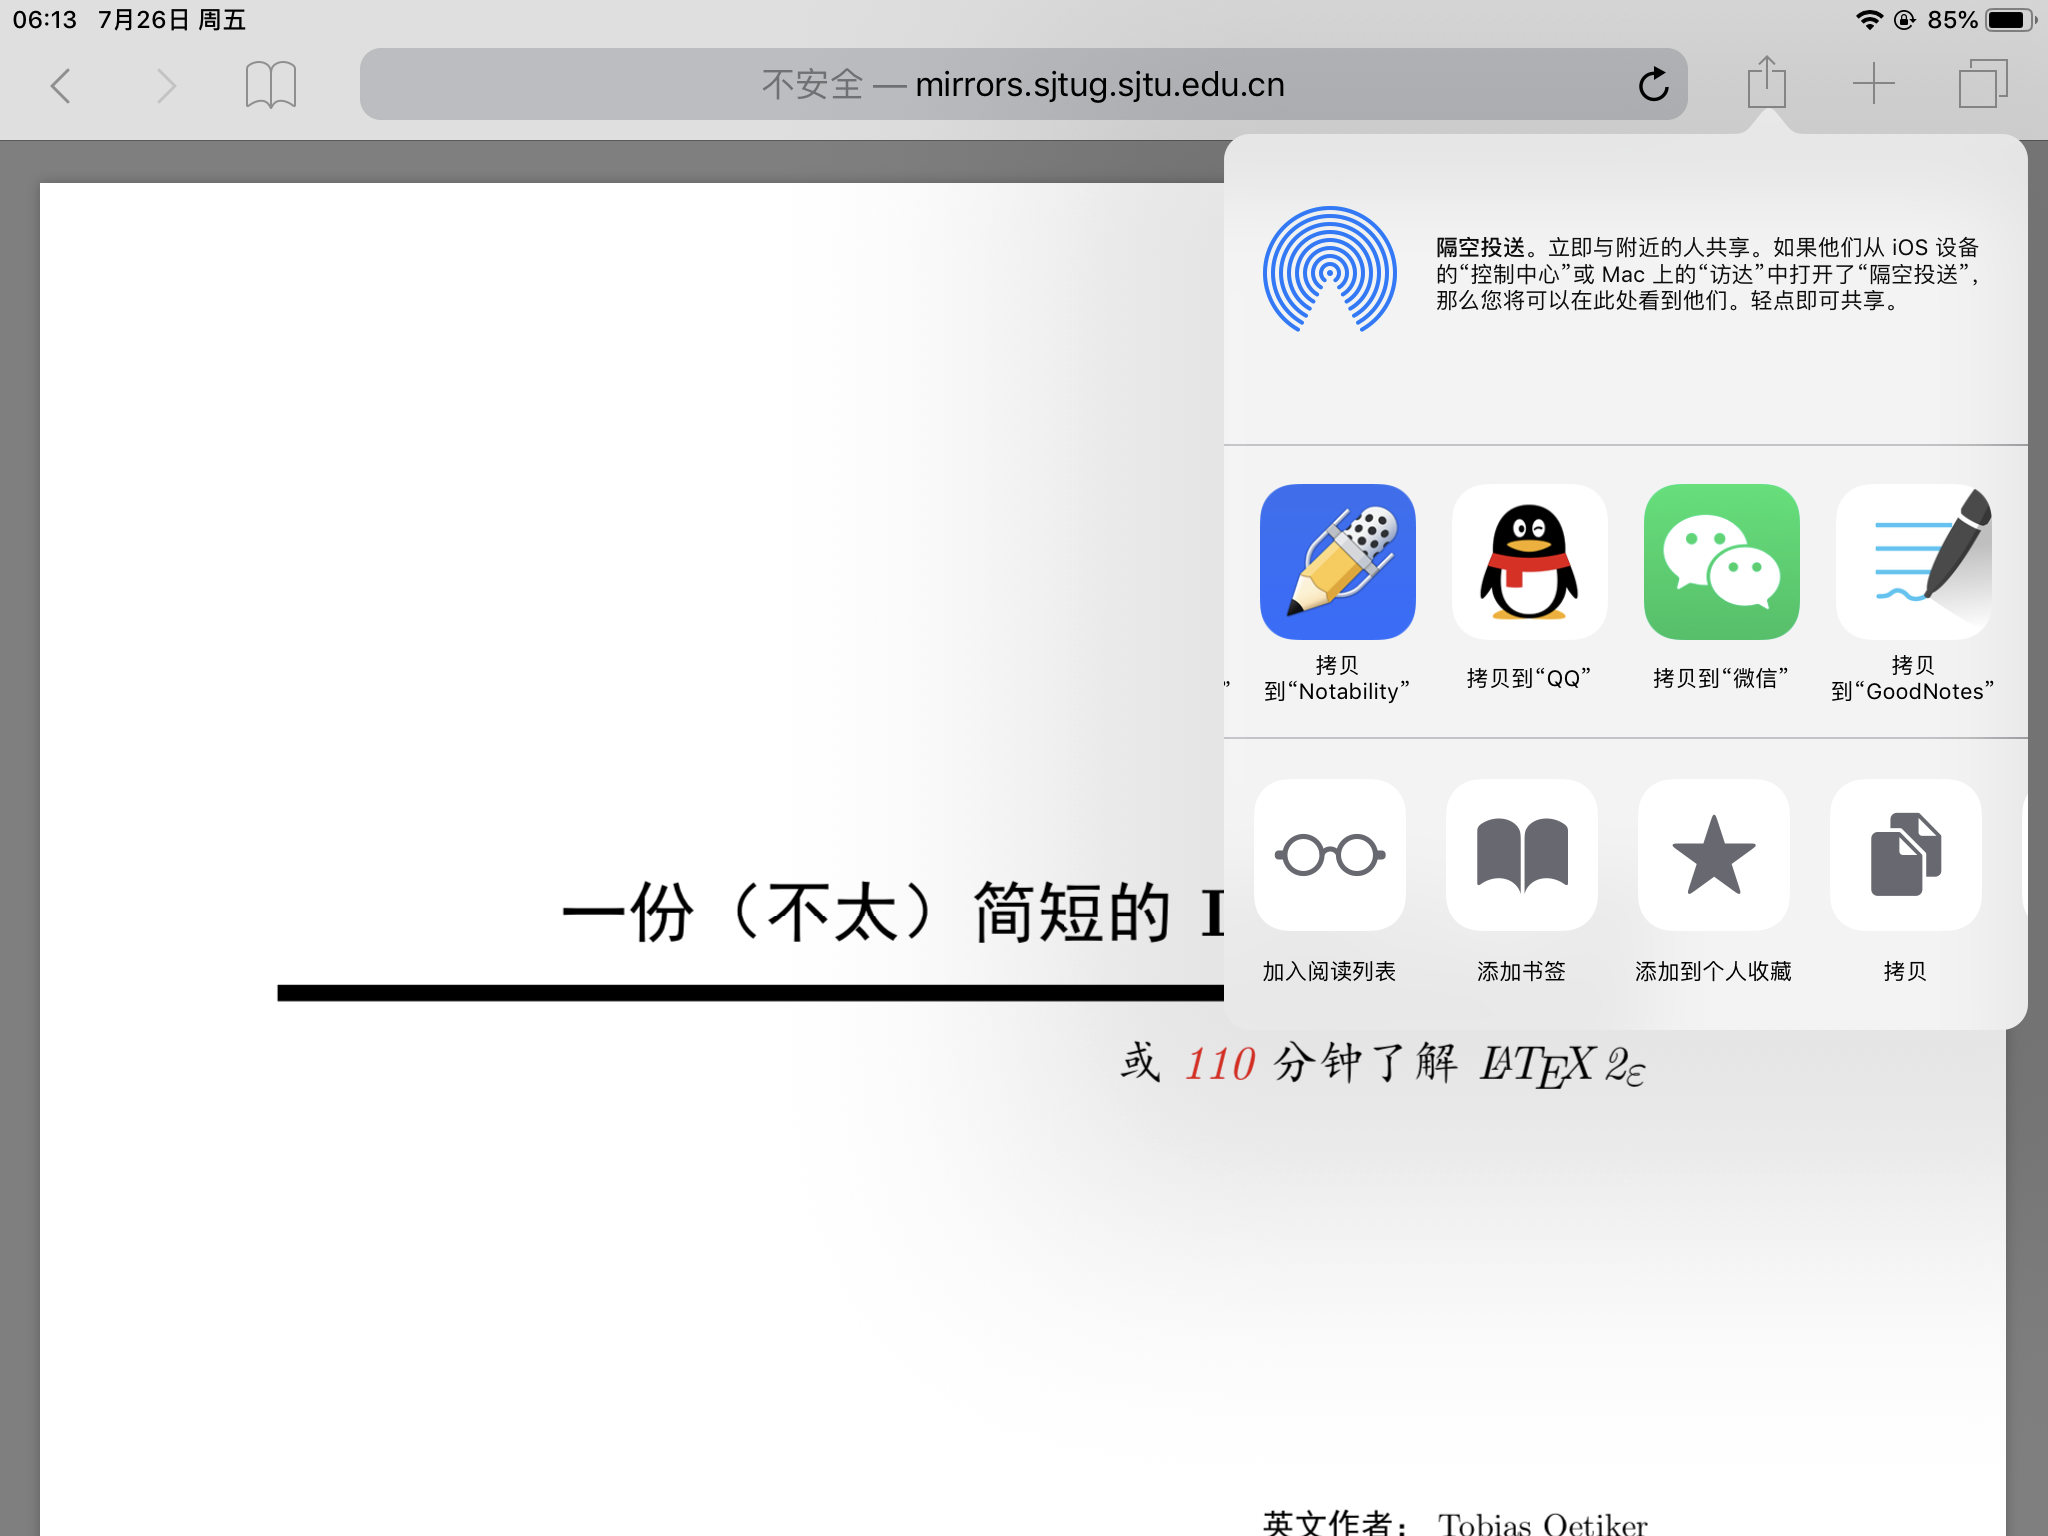 06:13 7月26日 周五
85%
不安全 — mirrors.sjtug.sjtu.edu.cn
隔空投送。立即与附近的人共享。如果他们从 iOS 设备
的“控制中心”或 Mac 上的“访达”中打开了“隔空投送”，
那么您将可以在此处看到他们。轻点即可共享。
”
拷贝
到“Notability”
拷贝到“QQ”
拷贝到“微信”
拷贝
到“GoodNotes”
加入阅读列表
添加书签
添加到个人收藏
拷贝
一份（不太）简短的
或 110 分钟了解 LATEX 2ε
英文作者： Tobias Oetiker